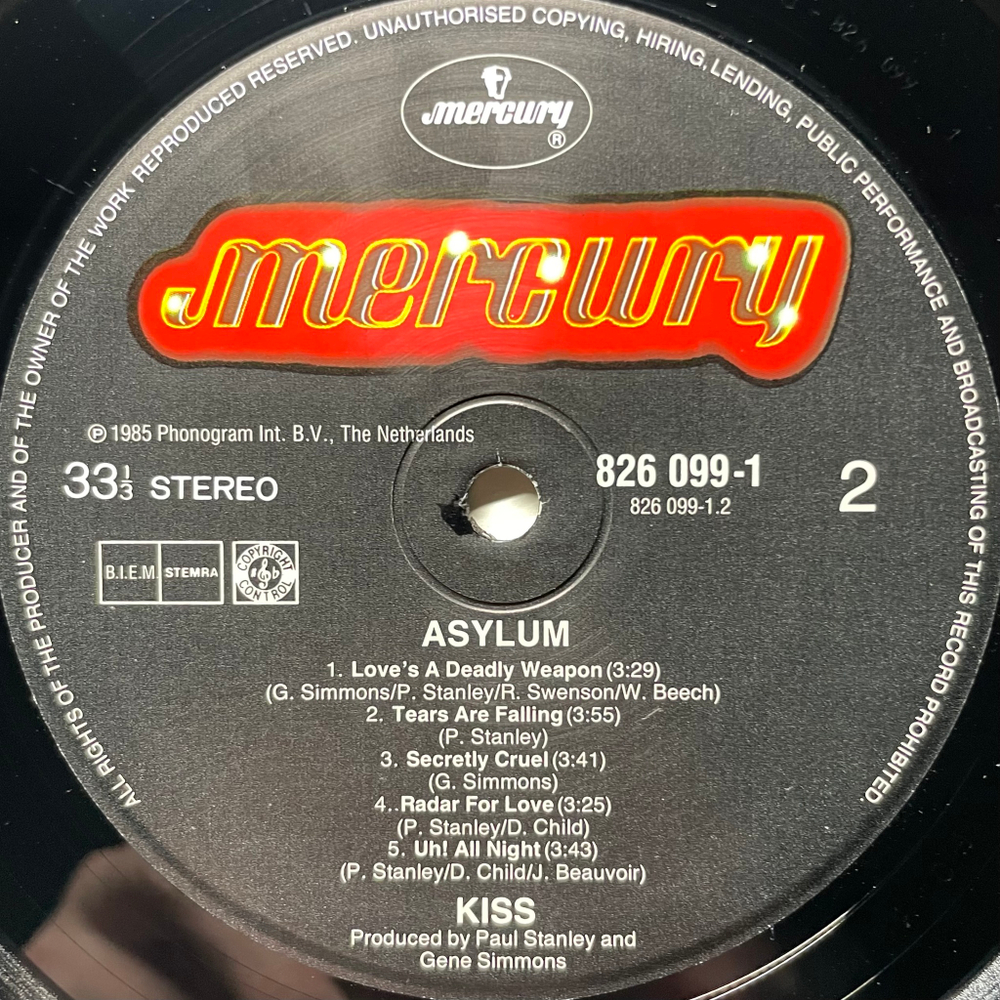 ALL RIGHTS OF THE PRODUCER AND OF THE OWNER OF THE WORK REPRODUCED RESERVED. UNAUTHORISED COPYING, HIRING, LENDING, PUBLIC PERFORMANCE AND BROADCASTING OF THIS RECORD PROHIBITED.
mercury
®
mercury
℗ 1985 Phonogram Int. B.V., The Netherlands
33⅓ STEREO
826 099-1
826 099-1.2
2
B.I.E.M. STEMRA
COPYRIGHT CONTROL
ASYLUM
1. Love's A Deadly Weapon (3:29)
(G. Simmons/P. Stanley/R. Swenson/W. Beech)
2. Tears Are Falling (3:55)
(P. Stanley)
3. Secretly Cruel (3:41)
(G. Simmons)
4..Radar For Love (3:25)
(P. Stanley/D. Child)
5. Uh! All Night (3:43)
(P. Stanley/D. Child/J. Beauvoir)
KISS
Produced by Paul Stanley and
Gene Simmons